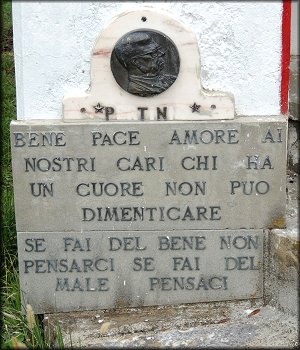 P TN
BENE PACE AMORE AI
NOSTRI CARI CHI HA
UN CUORE NON PUO
DIMENTICARE
SE FAI DEL BENE NON
PENSARCI SE FAI DEL
MALE PENSACI